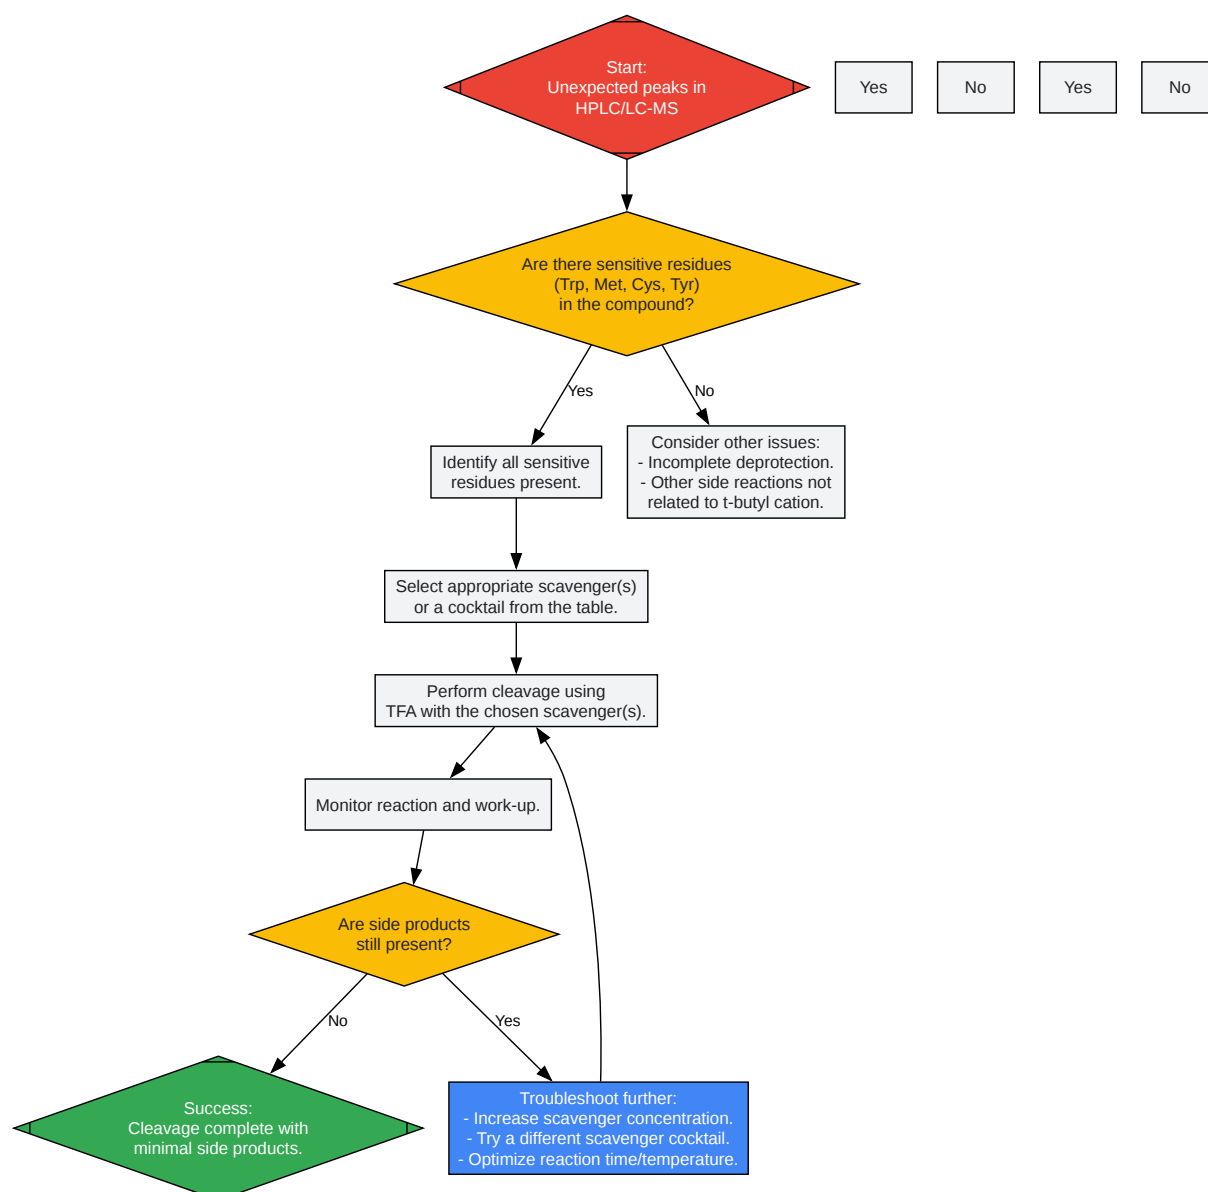 Start:
Unexpected peaks in
HPLC/LC-MS
Yes
No
Yes
No
Are there sensitive residues
(Trp, Met, Cys, Tyr)
in the compound?
Yes
No
Identify all sensitive
residues present.
Consider other issues:
- Incomplete deprotection.
- Other side reactions not
related to t-butyl cation.
Select appropriate scavenger(s)
or a cocktail from the table.
Perform cleavage using
TFA with the chosen scavenger(s).
Monitor reaction and work-up.
Are side products
still present?
No
Yes
Success:
Cleavage complete with
minimal side products.
Troubleshoot further:
- Increase scavenger concentration.
- Try a different scavenger cocktail.
- Optimize reaction time/temperature.